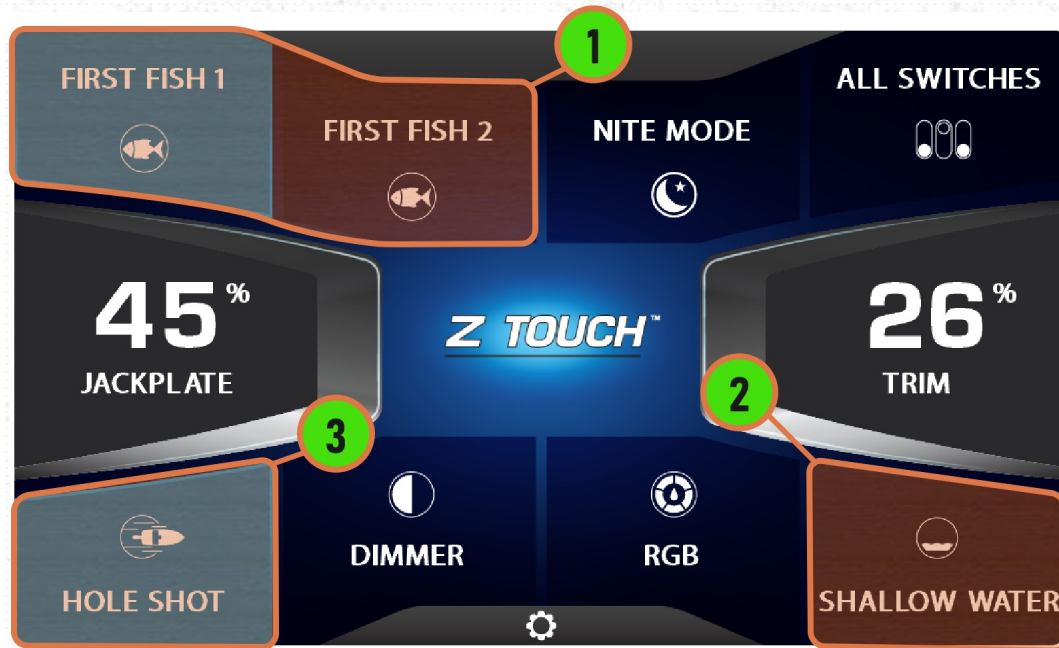 1
FIRST FISH 1
FIRST FISH 2
NITE MODE
ALL SWITCHES
45%
JACKPLATE
Z TOUCH™
26%
TRIM
2
3
HOLE SHOT
DIMMER
RGB
SHALLOW WATER